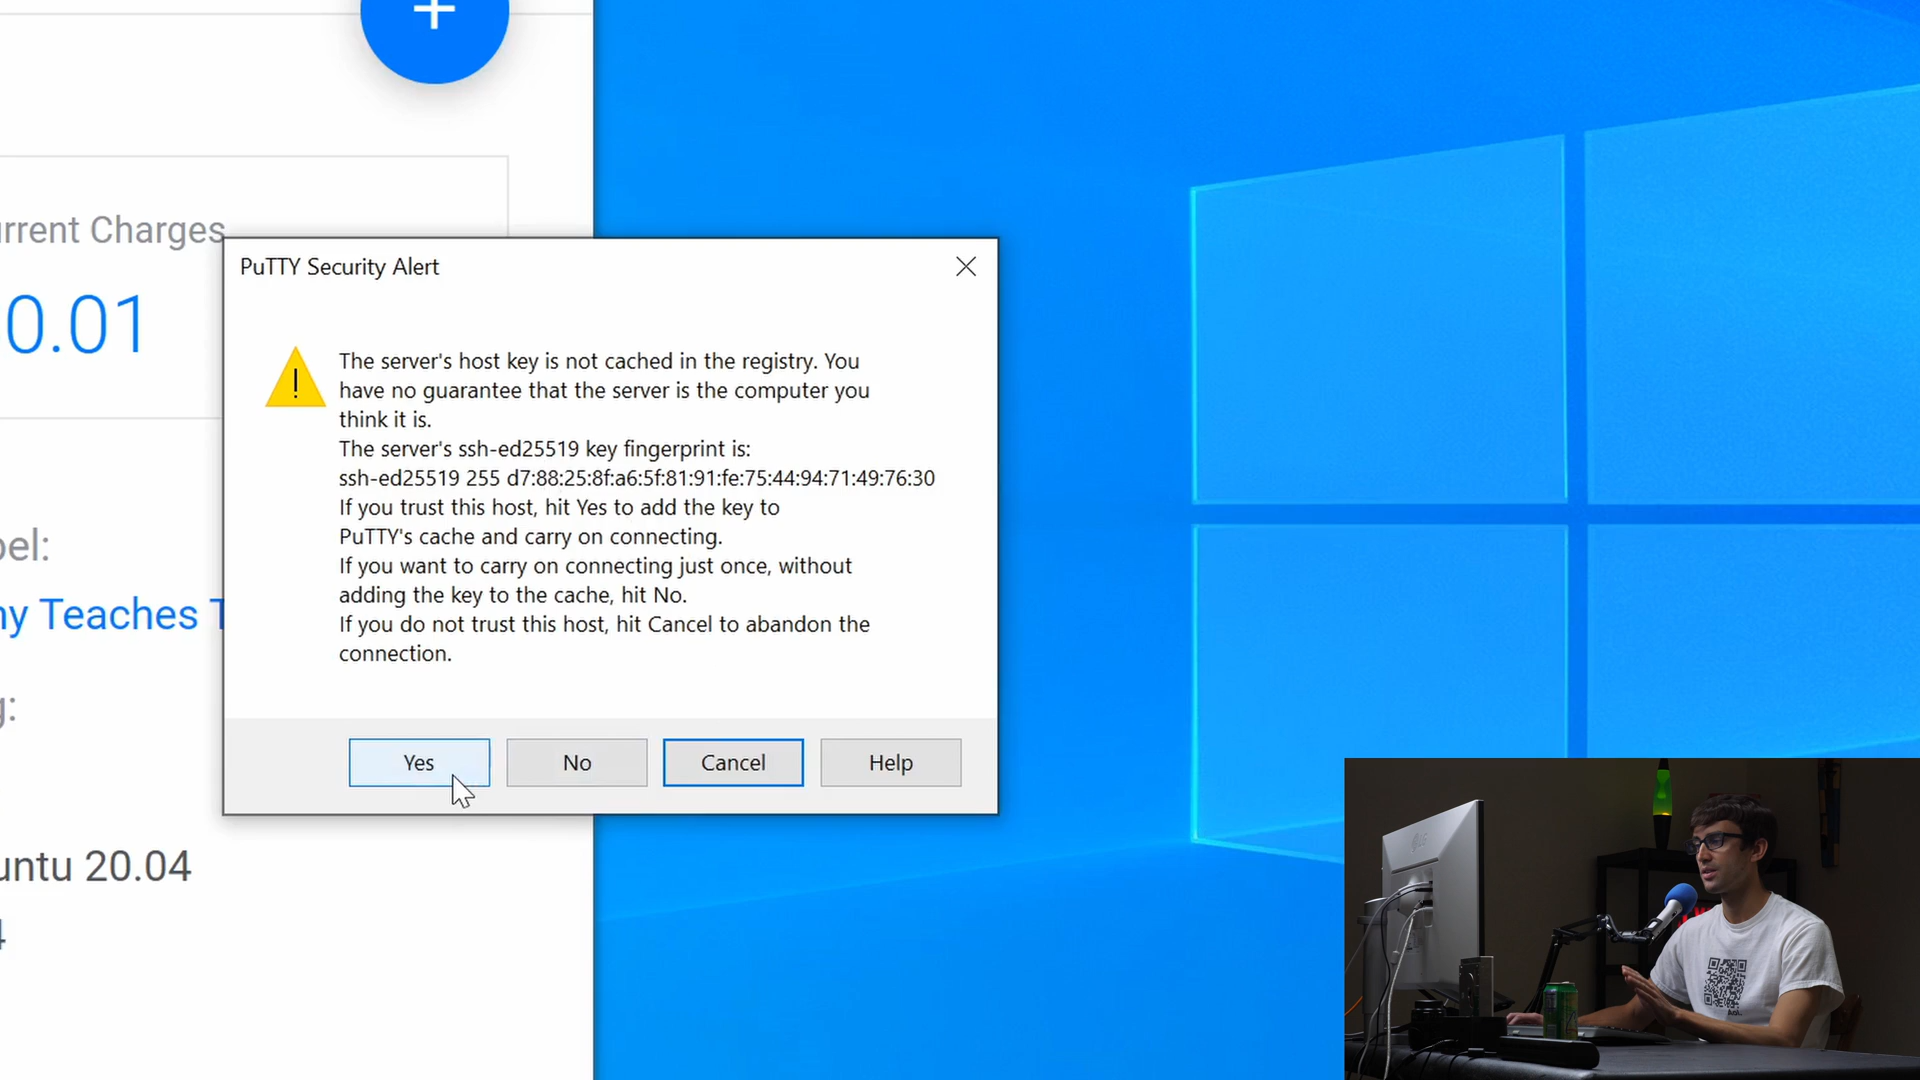 +
Current Charges
0.01
PuTTY Security Alert
The server's host key is not cached in the registry. You
have no guarantee that the server is the computer you
think it is.
The server's ssh-ed25519 key fingerprint is:
ssh-ed25519 255 d7:88:25:8f:a6:5f:81:91:fe:75:44:94:71:49:76:30
If you trust this host, hit Yes to add the key to
PuTTY's cache and carry on connecting.
If you want to carry on connecting just once, without
adding the key to the cache, hit No.
If you do not trust this host, hit Cancel to abandon the
connection.
Yes
No
Cancel
Help
Teaches
20.04
LG